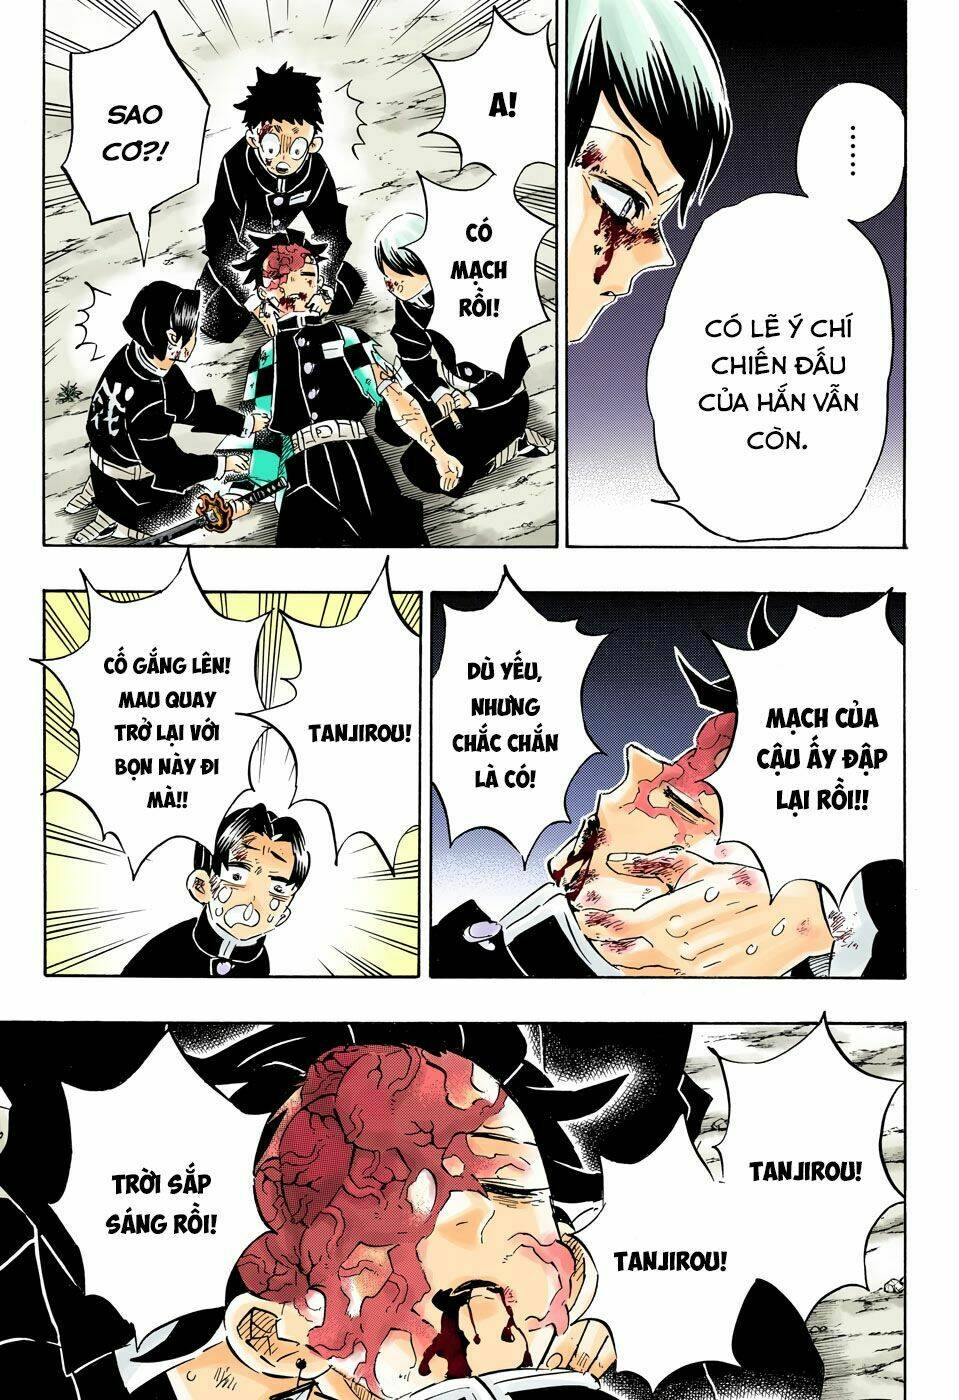 ......
CÓ LẼ Ý CHÍ
CHIẾN ĐẤU
CỦA HẮN VẪN
CÒN.
A!
CÓ
MẠCH
RỒI!
SAO
CƠ?!
MẠCH CỦA
CẬU ẤY ĐẬP
LẠI RỒI!!
DÙ YẾU,
NHƯNG
CHẮC CHẮN
LÀ CÓ!
TANJIROU!
CỐ GẮNG LÊN!
MAU QUAY
TRỞ LẠI VỚI
BỌN NÀY ĐI
MÀ!!
TANJIROU!
TANJIROU!
TRỜI SẮP
SÁNG RỒI!